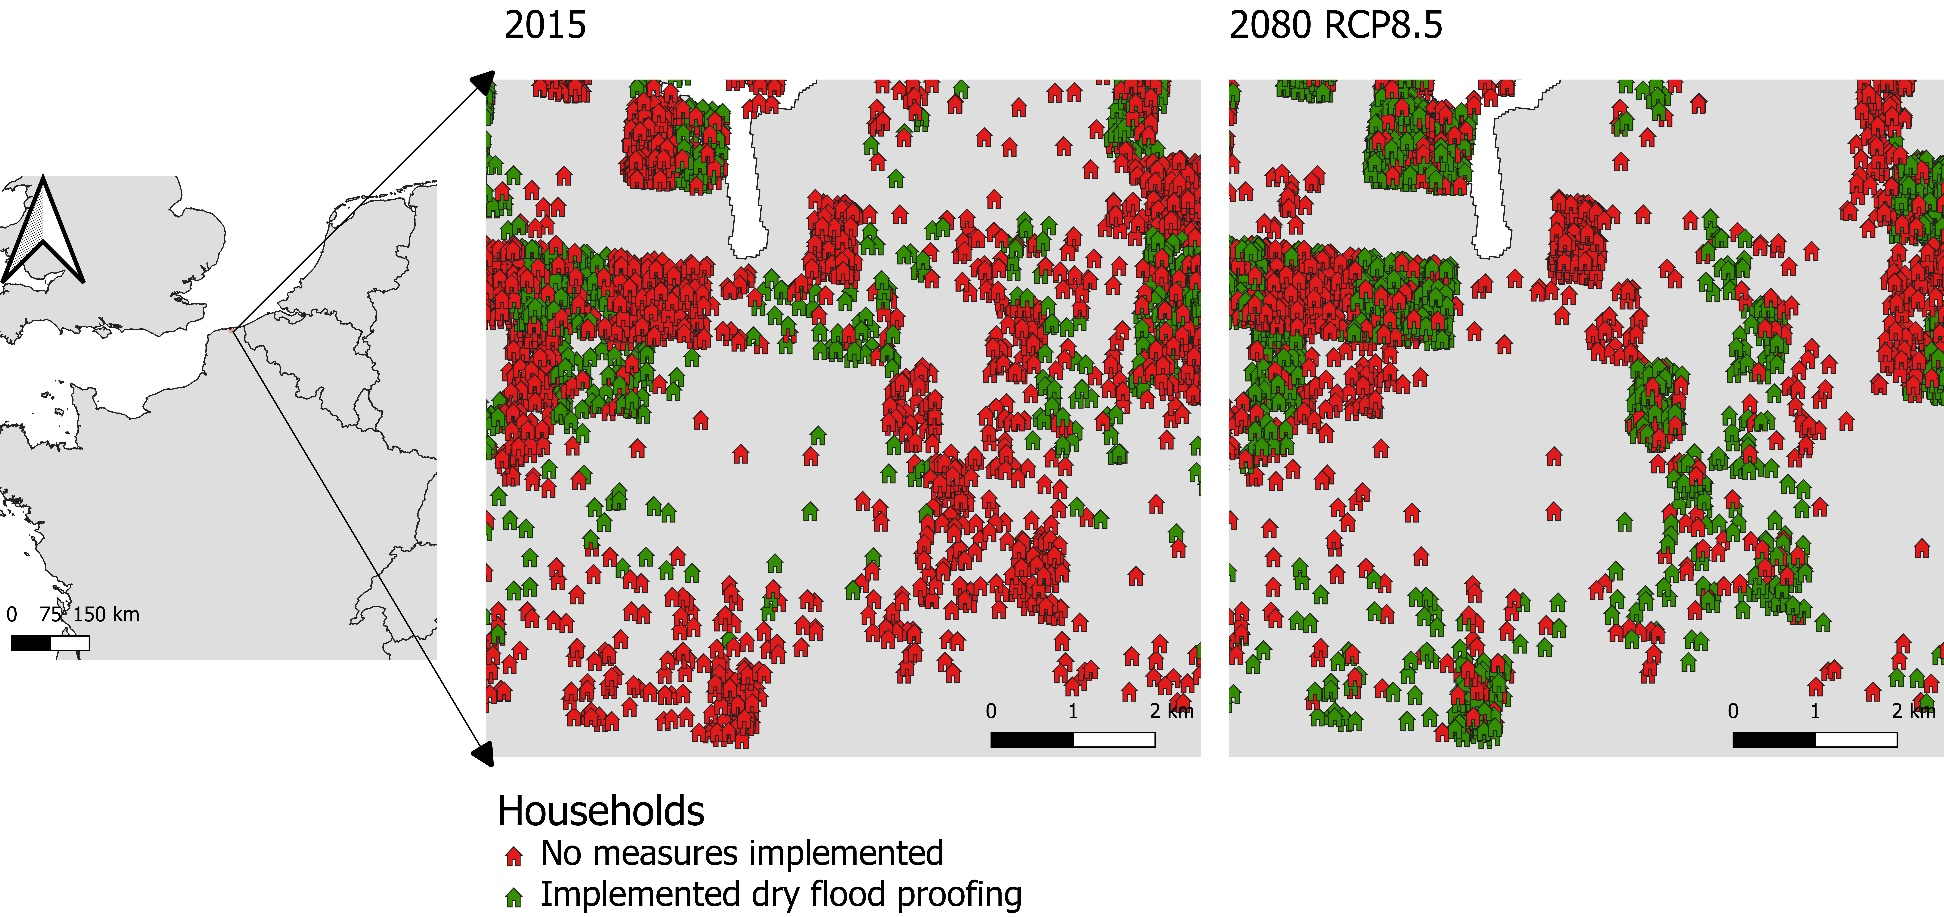 2015
2080 RCP8.5
0 75 150 km
0 1 2 km
0 1 2 km
Households
No measures implemented
Implemented dry flood proofing